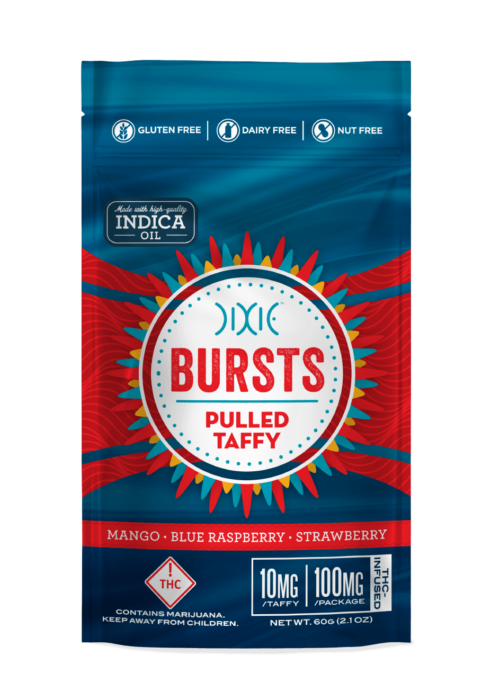 GLUTEN FREE | DAIRY FREE | NUT FREE
Made with high-quality
INDICA
OIL
DIXIE™
BURSTS
PULLED
TAFFY
MANGO • BLUE RASPBERRY • STRAWBERRY
!
THC
CONTAINS MARIJUANA.
KEEP AWAY FROM CHILDREN.
10MG
/TAFFY
100MG
/PACKAGE
THC-
INFUSED
NET WT. 60G (2.1 OZ)